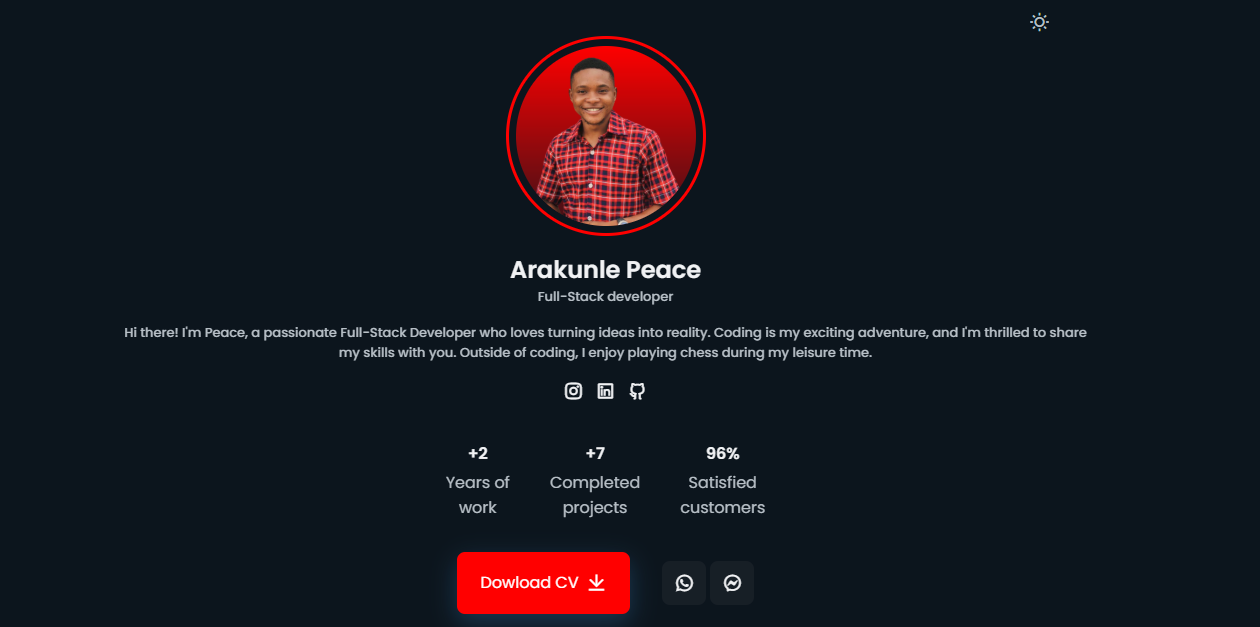 Arakunle Peace
Full-Stack developer
Hi there! I'm Peace, a passionate Full-Stack Developer who loves turning ideas into reality. Coding is my exciting adventure, and I'm thrilled to share
my skills with you. Outside of coding, I enjoy playing chess during my leisure time.
+2
Years of
work
+7
Completed
projects
96%
Satisfied
customers
Dowload CV